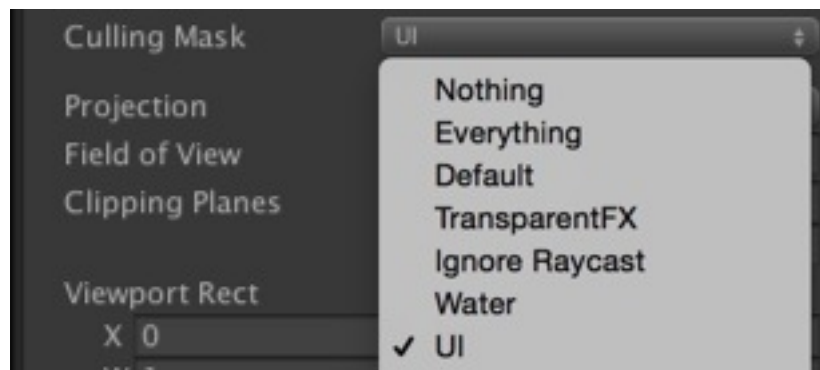 Culling Mask UI
Nothing
Projection
Everything
Field of View
Default
Clipping Planes
TransparentFX
Ignore Raycast
Viewport Rect
Water
X 0
✓ UI